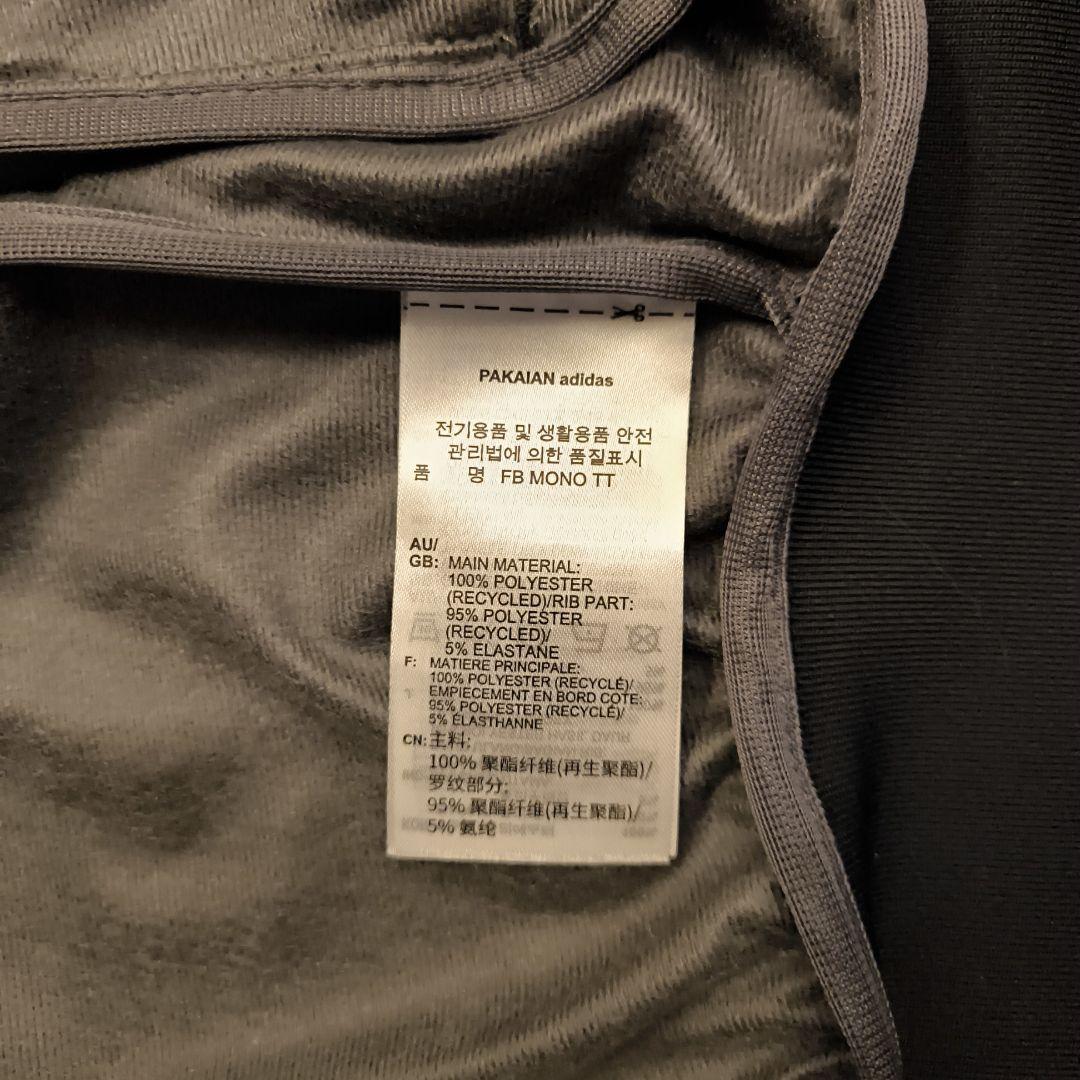 PAKAIAN adidas
전기용품 및 생활용품 안전
관리법에 의한 품질표시
품 명 FB MONO TT
AU/
GB: MAIN MATERIAL:
100% POLYESTER
(RECYCLED)/RIB PART:
95% POLYESTER
(RECYCLED)/
5% ELASTANE
F: MATIERE PRINCIPALE:
100% POLYESTER (RECYCLÉ)/
EMPIECEMENT EN BORD COTE:
95% POLYESTER (RECYCLÉ)/
5% ÉLASTHANNE
CN: 主料:
100% 聚酯纤维(再生聚酯)/
罗纹部分:
95% 聚酯纤维(再生聚酯)/
5% 氨纶